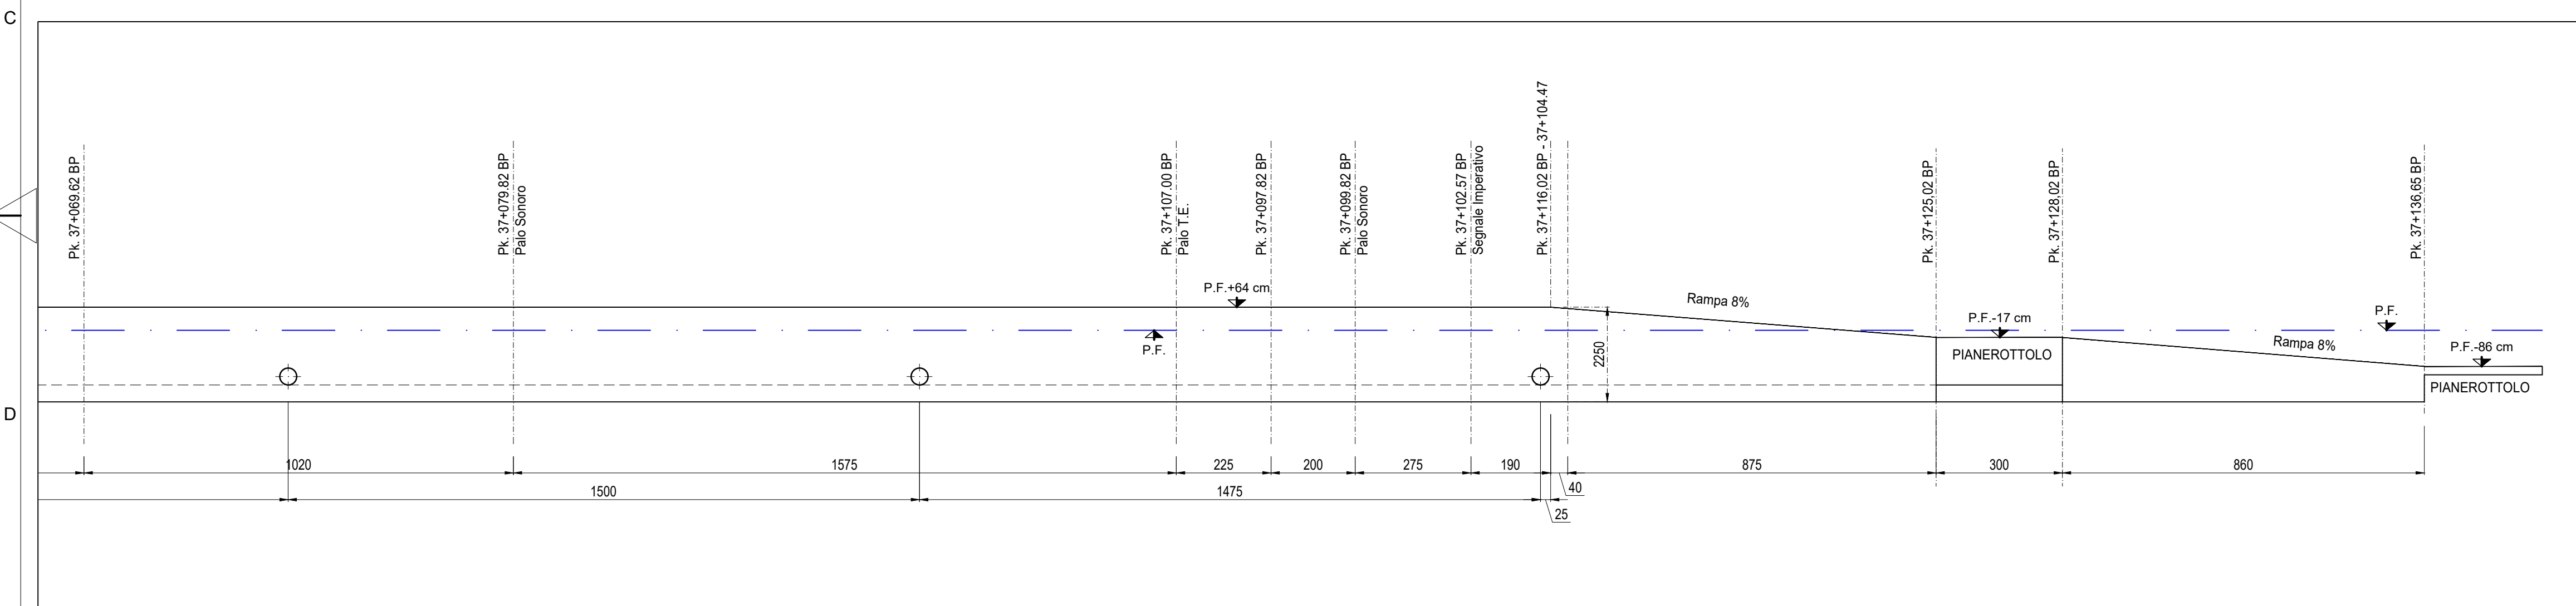 C
D
Pk. 37+069.62 BP
Pk. 37+079.82 BP
Palo Sonoro
Pk. 37+107.00 BP
Palo T.E.
Pk. 37+097.82 BP
Pk. 37+099.82 BP
Palo Sonoro
Pk. 37+102.57 BP
Segnale Imperativo
Pk. 37+116,02 BP - 37+104.47
Pk. 37+125,02 BP
Pk. 37+128,02 BP
Pk. 37+136,65 BP
P.F.+64 cm
Rampa 8%
P.F.-17 cm
P.F.
P.F.
2250
PIANEROTTOLO
Rampa 8%
P.F.-86 cm
PIANEROTTOLO
1020
1575
225
200
275
190
875
300
860
1500
1475
40
25